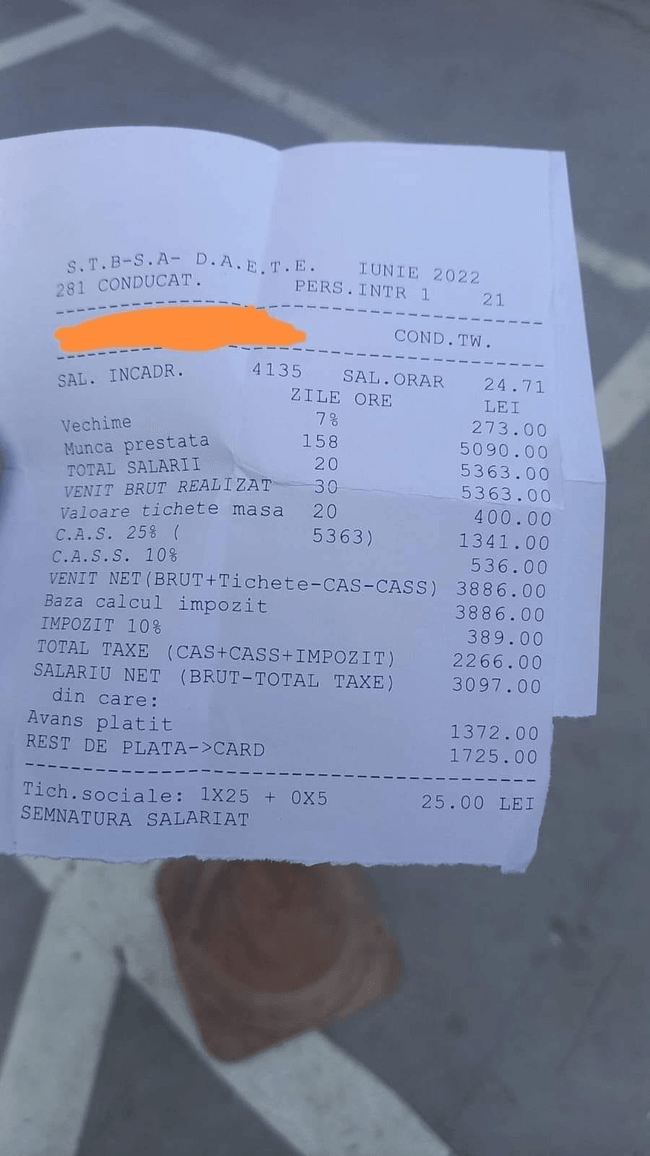 S.T.B-S.A- D.A.E.T.E. IUNIE 2022
281 CONDUCAT. PERS.INTR 1 21
COND.TW.
SAL. INCADR. 4135 SAL.ORAR 24.71
ZILE ORE LEI
Vechime 7% 273.00
Munca prestata 158 5090.00
TOTAL SALARII 20 5363.00
VENIT BRUT REALIZAT 30 5363.00
Valoare tichete masa 20 400.00
C.A.S. 25% ( 5363) 1341.00
C.A.S.S. 10% 536.00
VENIT NET(BRUT+Tichete-CAS-CASS) 3886.00
Baza calcul impozit 3886.00
IMPOZIT 10% 389.00
TOTAL TAXE (CAS+CASS+IMPOZIT) 2266.00
SALARIU NET (BRUT-TOTAL TAXE) 3097.00
din care:
Avans platit 1372.00
REST DE PLATA->CARD 1725.00
Tich.sociale: 1X25 + 0X5 25.00 LEI
SEMNATURA SALARIAT